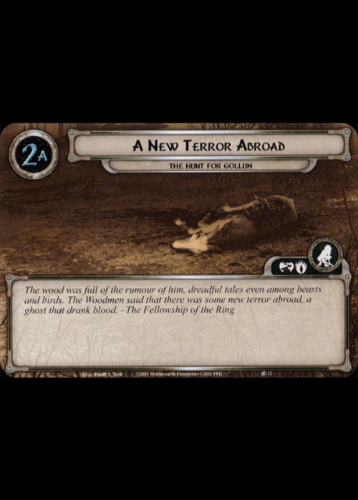 2A
A New Terror Abroad
The Hunt for Gollum
The wood was full of the rumour of him, dreadful tales even among beasts
and birds. The Woodmen said that there was some new terror abroad, a
ghost that drank blood. –The Fellowship of the Ring